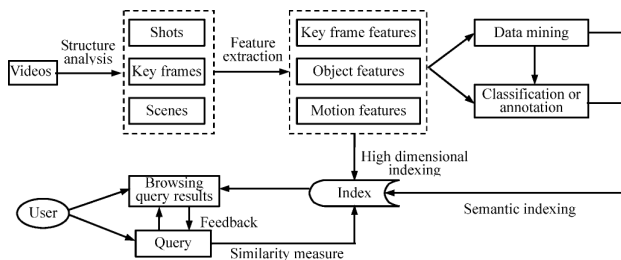 Videos
Structure
analysis
Shots
Key frames
Scenes
Feature
extraction
Key frame features
Object features
Motion features
Data mining
Classification or
annotation
High dimensional
indexing
Index
Semantic indexing
User
Browsing
query results
Feedback
Query
Similarity measure